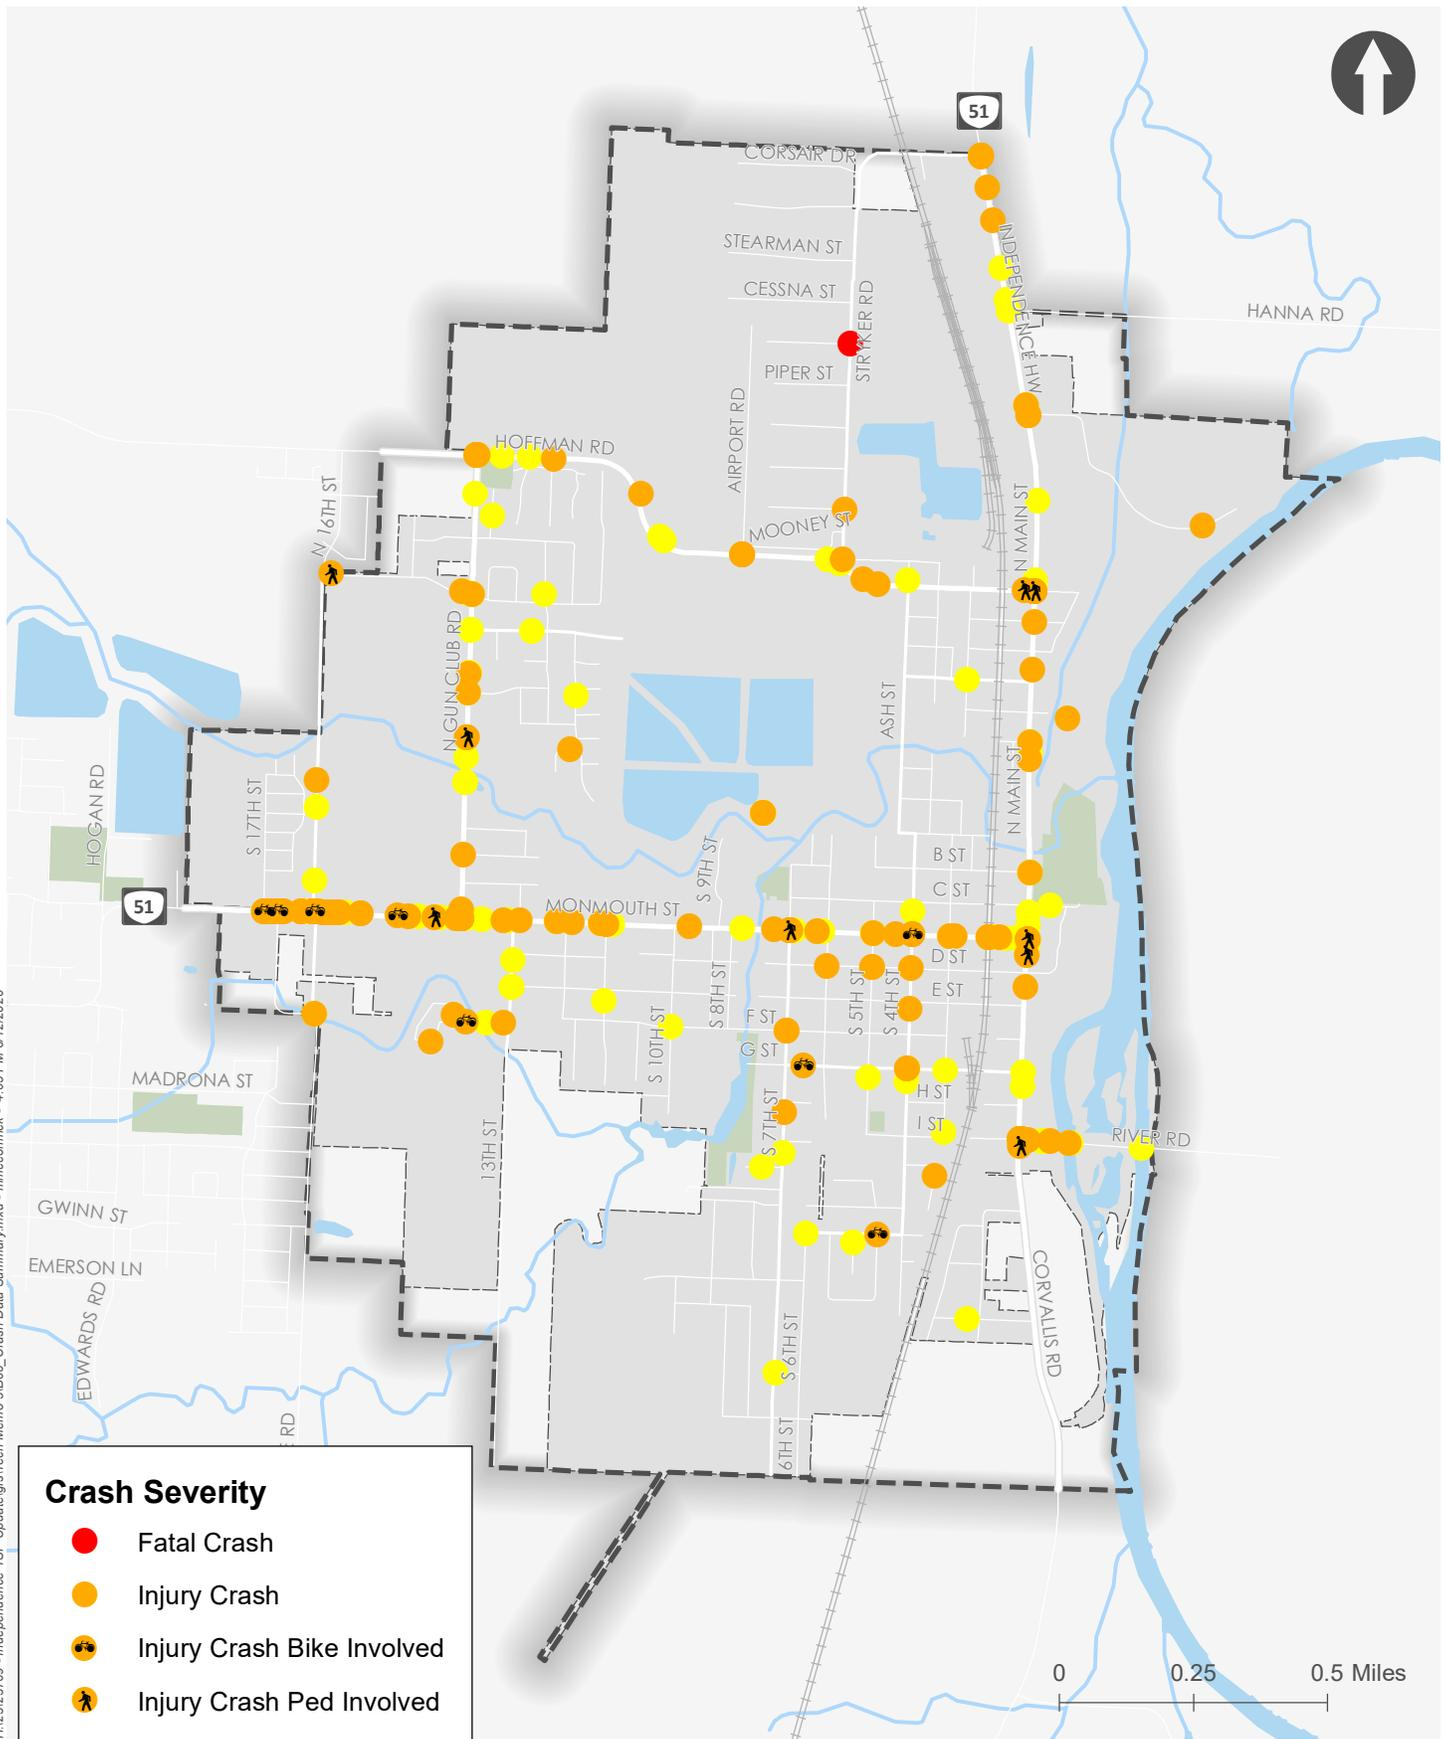 51
CORSAIR DR
STEARMAN ST
CESSNA ST
INDEPENDENCE HW
STRYKER RD
HANNA RD
PIPER ST
AIRPORT RD
HOFFMAN RD
N 16TH ST
MOONEY ST
N MAIN ST
N GUN CLUB RD
ASH ST
HOGAN RD
S 17TH ST
N MAIN ST
S 9TH ST
B ST
C ST
51
MONMOUTH ST
D ST
E ST
S 8TH ST
S 5TH ST
S 4TH ST
F ST
S 10TH ST
G ST
MADRONA ST
H ST
I ST
S 7TH ST
13TH ST
RIVER RD
GWINN ST
EMERSON LN
EDWARDS RD
CORVALLIS RD
S 6TH ST
6TH ST
RD
Crash Severity
Fatal Crash
Injury Crash
Injury Crash Bike Involved
Injury Crash Ped Involved
0 0.25 0.5 Miles